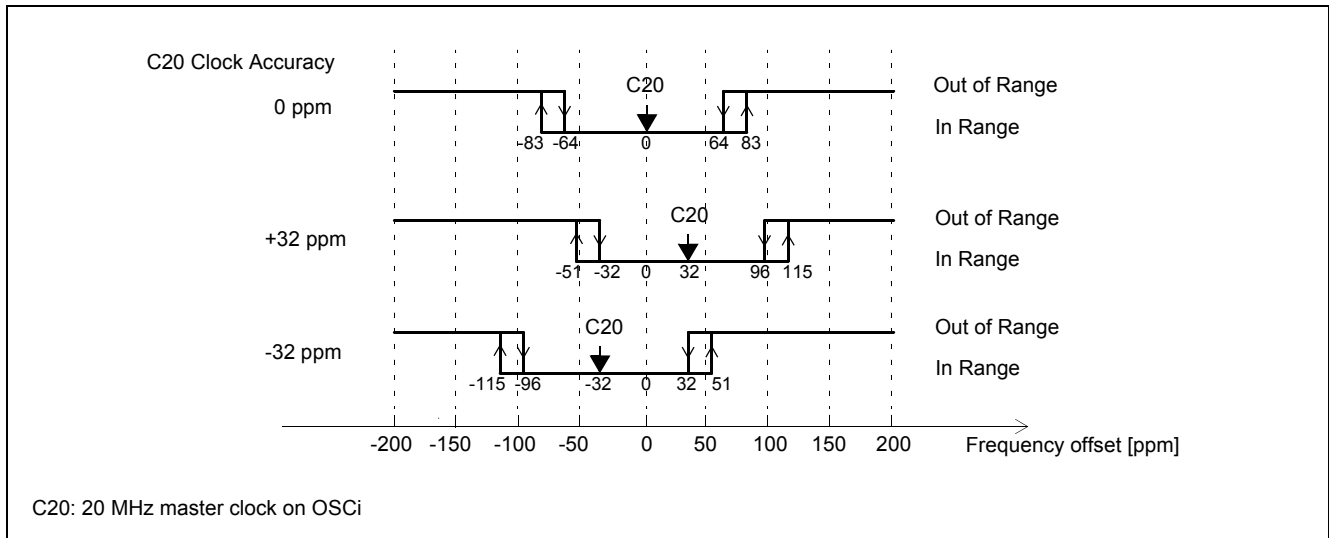 C20 Clock Accuracy
0 ppm
C20
Out of Range
In Range
-83 -64 0 64 83
+32 ppm
C20
Out of Range
In Range
-51 -32 0 32 96 115
-32 ppm
C20
Out of Range
In Range
-115 -96 -32 0 32 51
-200 -150 -100 -50 0 50 100 150 200 Frequency offset [ppm]
C20: 20 MHz master clock on OSCi